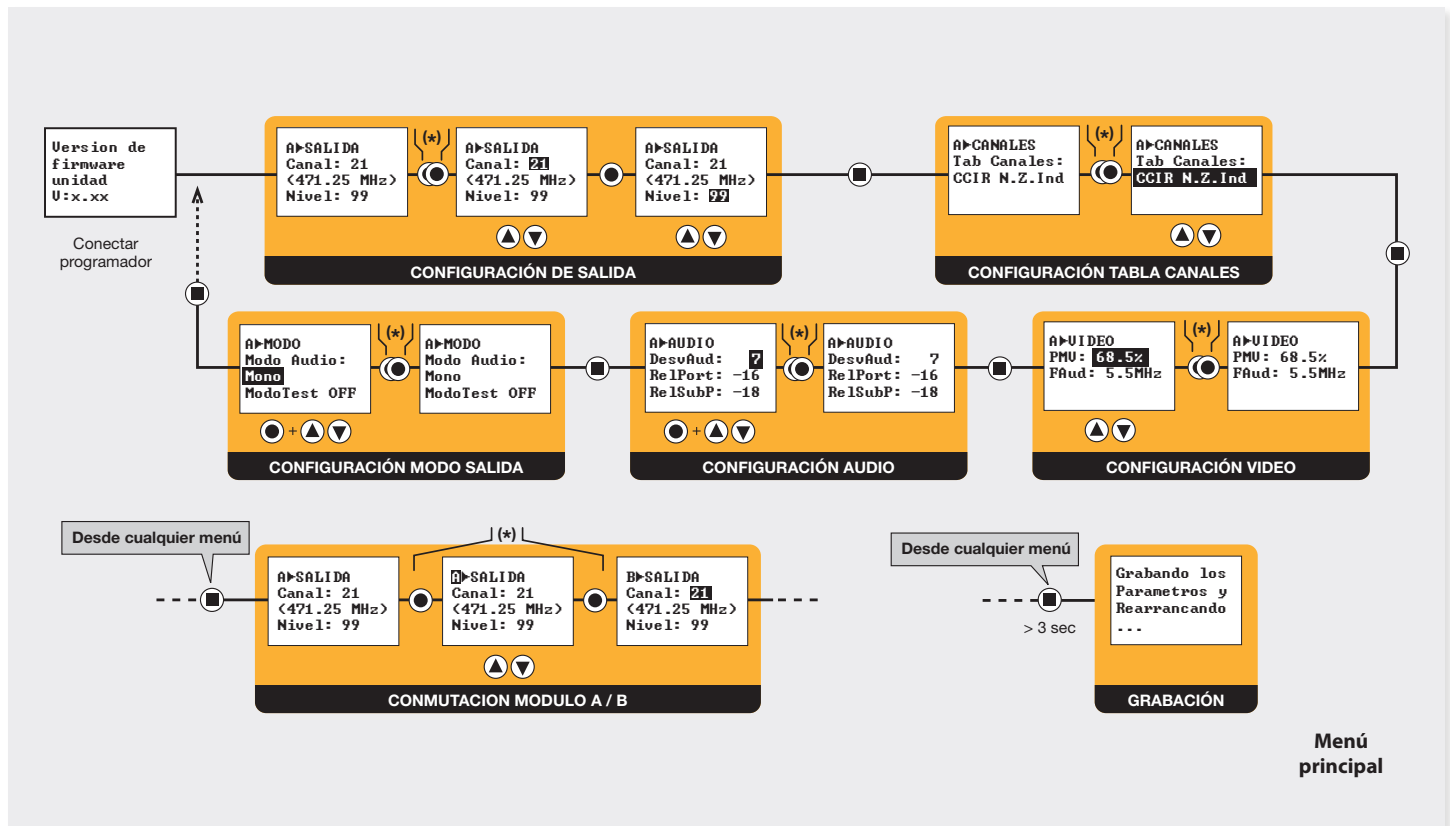 Version de
firmware
unidad
V:x.xx
Conectar
programador
A▶SALIDA
Canal: 21
(471.25 MHz)
Nivel: 99
(*)
A▶SALIDA
Canal: 21
(471.25 MHz)
Nivel: 99
A▶SALIDA
Canal: 21
(471.25 MHz)
Nivel: 99
CONFIGURACIÓN DE SALIDA
A▶CANALES
Tab Canales:
CCIR N.Z.Ind
(*)
A▶CANALES
Tab Canales:
CCIR N.Z.Ind
CONFIGURACIÓN TABLA CANALES
A▶MODO
Modo Audio:
Mono
ModoTest OFF
(*)
A▶MODO
Modo Audio:
Mono
ModoTest OFF
+
CONFIGURACIÓN MODO SALIDA
A▶AUDIO
DesvAud: 7
RelPort: -16
RelSubP: -18
(*)
A▶AUDIO
DesvAud: 7
RelPort: -16
RelSubP: -18
+
CONFIGURACIÓN AUDIO
A▶VIDEO
PMV: 68.5%
FAud: 5.5MHz
(*)
A▶VIDEO
PMV: 68.5%
FAud: 5.5MHz
CONFIGURACIÓN VIDEO
Desde cualquier menú
(*)
A▶SALIDA
Canal: 21
(471.25 MHz)
Nivel: 99
A▶SALIDA
Canal: 21
(471.25 MHz)
Nivel: 99
B▶SALIDA
Canal: 21
(471.25 MHz)
Nivel: 99
CONMUTACION MODULO A / B
Desde cualquier menú
> 3 sec
Grabando los
Parametros y
Rearrancando
...
GRABACIÓN
Menú
principal